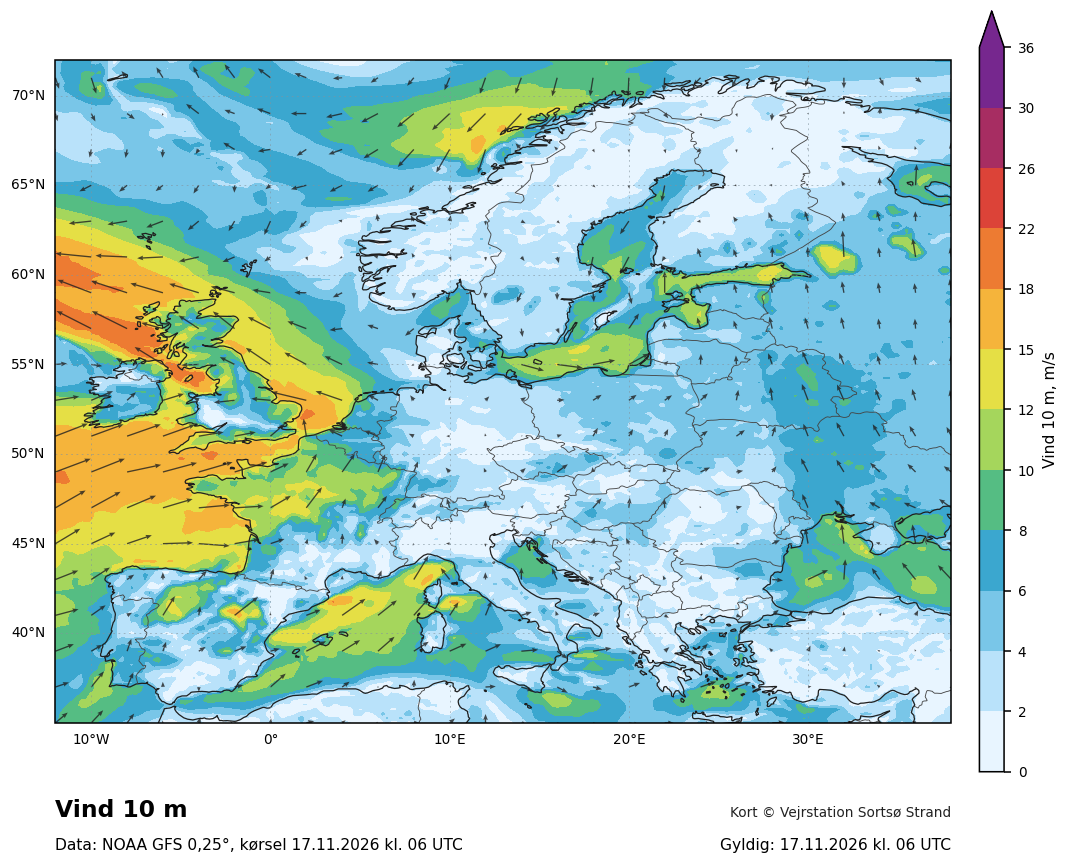 36
30
26
22
18
15
12
10
8
6
4
2
0
Vind 10 m, m/s
70°N
65°N
60°N
55°N
50°N
45°N
40°N
10°W
0°
10°E
20°E
30°E
Vind 10 m
Kort © Vejrstation Sortsø Strand
Data: NOAA GFS 0,25°, kørsel 17.11.2026 kl. 06 UTC
Gyldig: 17.11.2026 kl. 06 UTC